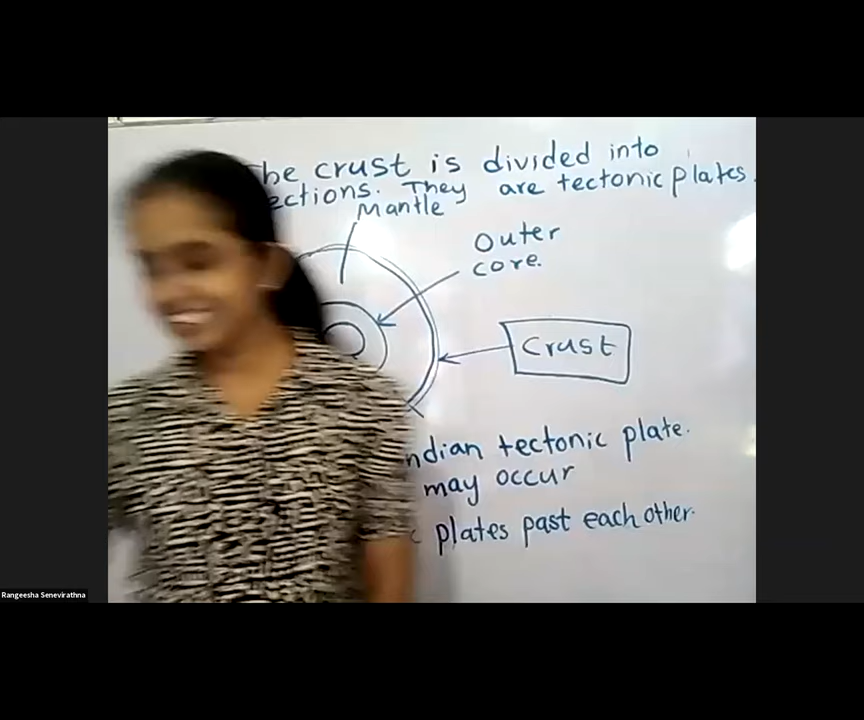 he crust is divided into
ections. They are tectonic plates.
Mantle
Outer
core.
Crust
ndian tectonic plate.
may occur
c plates past each other.
Rangeesha Senevirathna